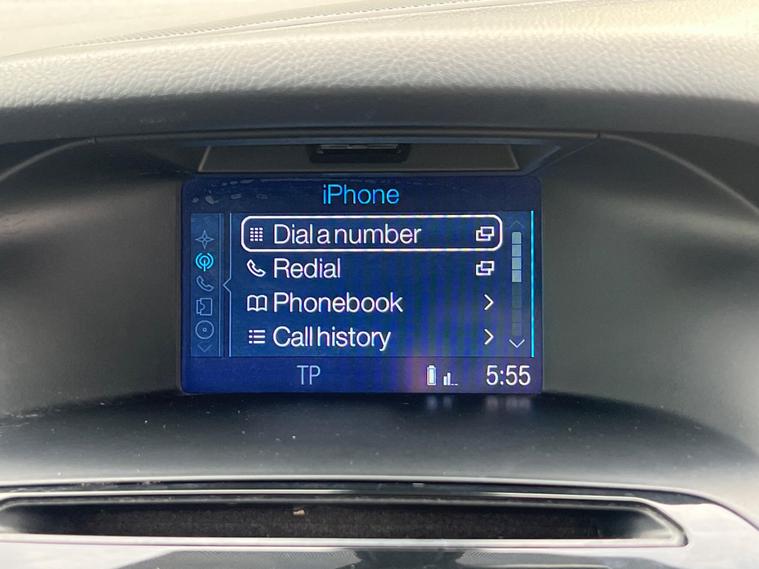 iPhone
Dial a number
Redial
Phonebook
Call history
TP 5:55